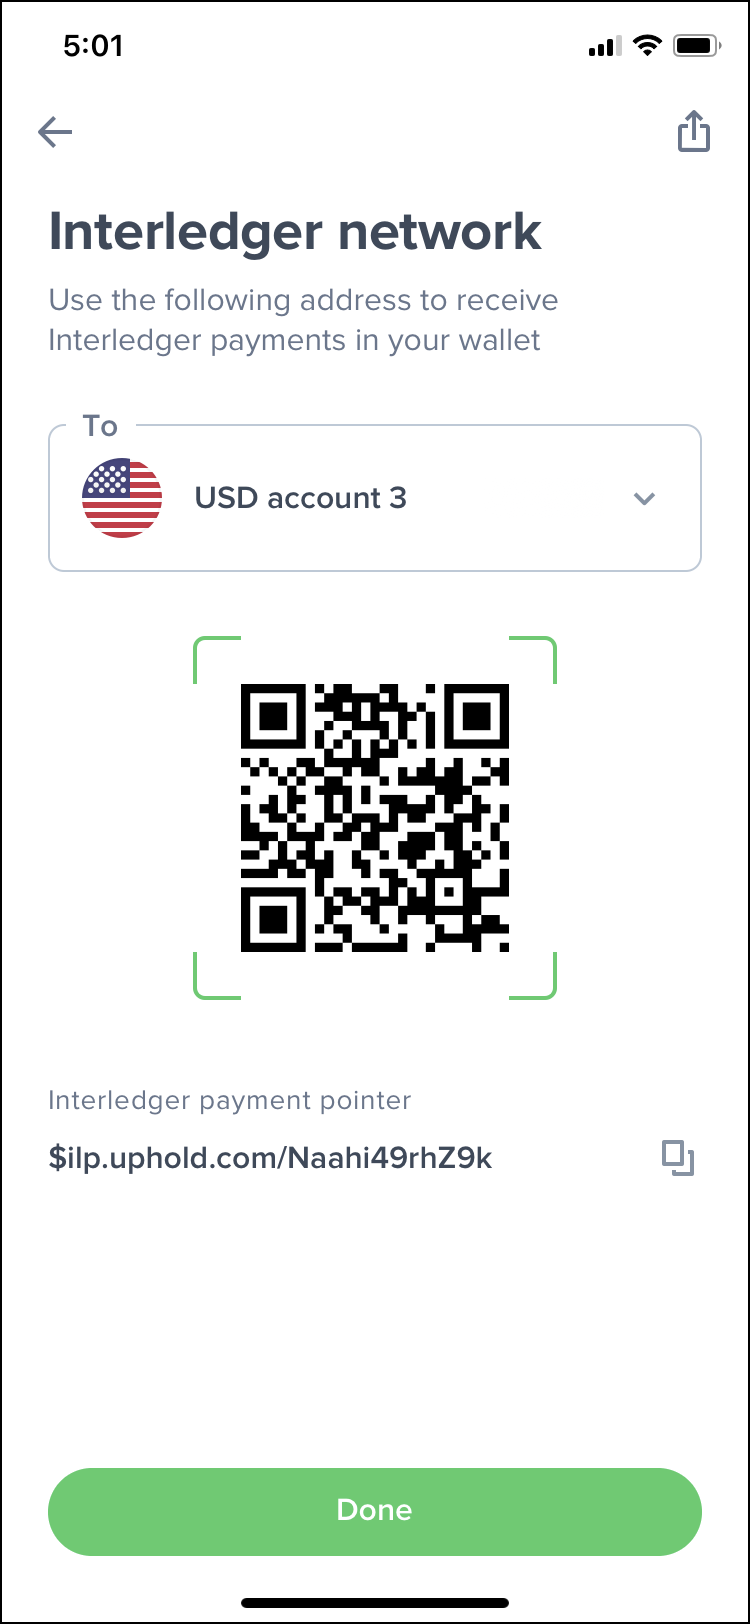 5:01
Interledger network
Use the following address to receive
Interledger payments in your wallet
To
USD account 3
Interledger payment pointer
$ilp.uphold.com/Naahi49rhZ9k
Done